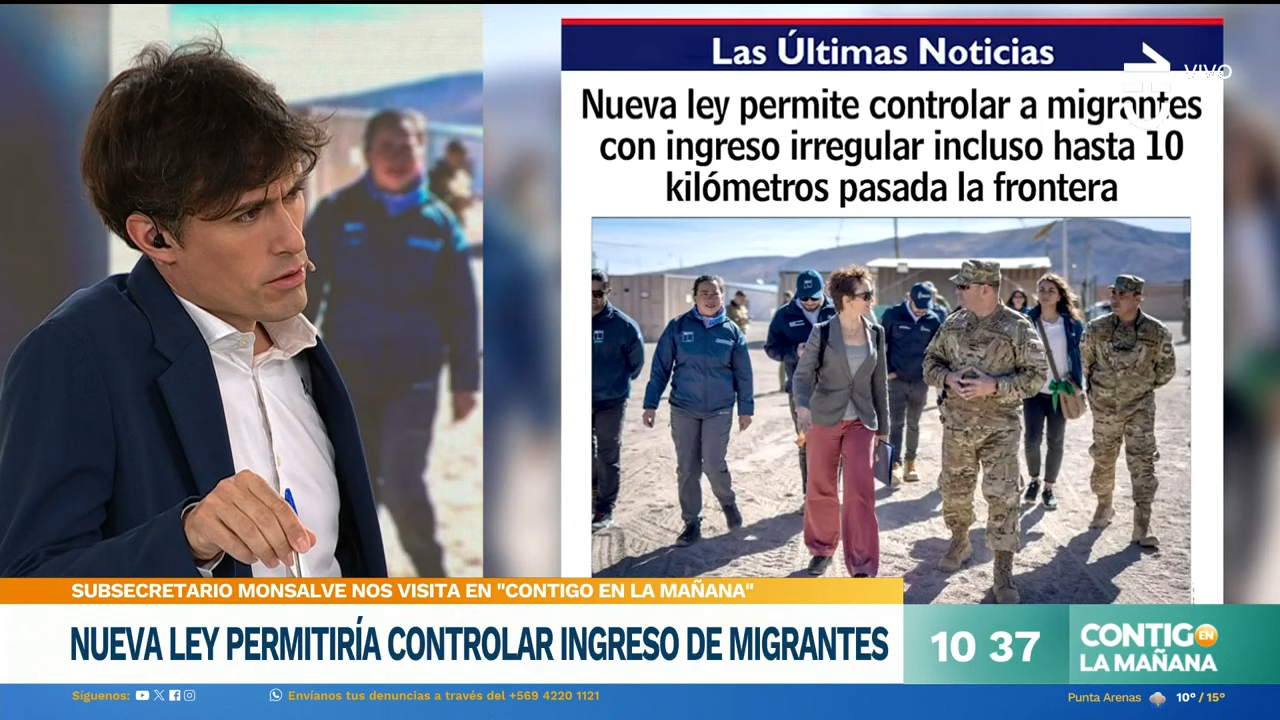 Las Últimas Noticias
VIVO
Nueva ley permite controlar a migrantes
con ingreso irregular incluso hasta 10
kilómetros pasada la frontera
SUBSECRETARIO MONSALVE NOS VISITA EN "CONTIGO EN LA MAÑANA"
NUEVA LEY PERMITIRÍA CONTROLAR INGRESO DE MIGRANTES
10 37
CONTIGO EN
LA MAÑANA
Síguenos:
Envíanos tus denuncias a través del +569 4220 1121
Punta Arenas
10° / 15°